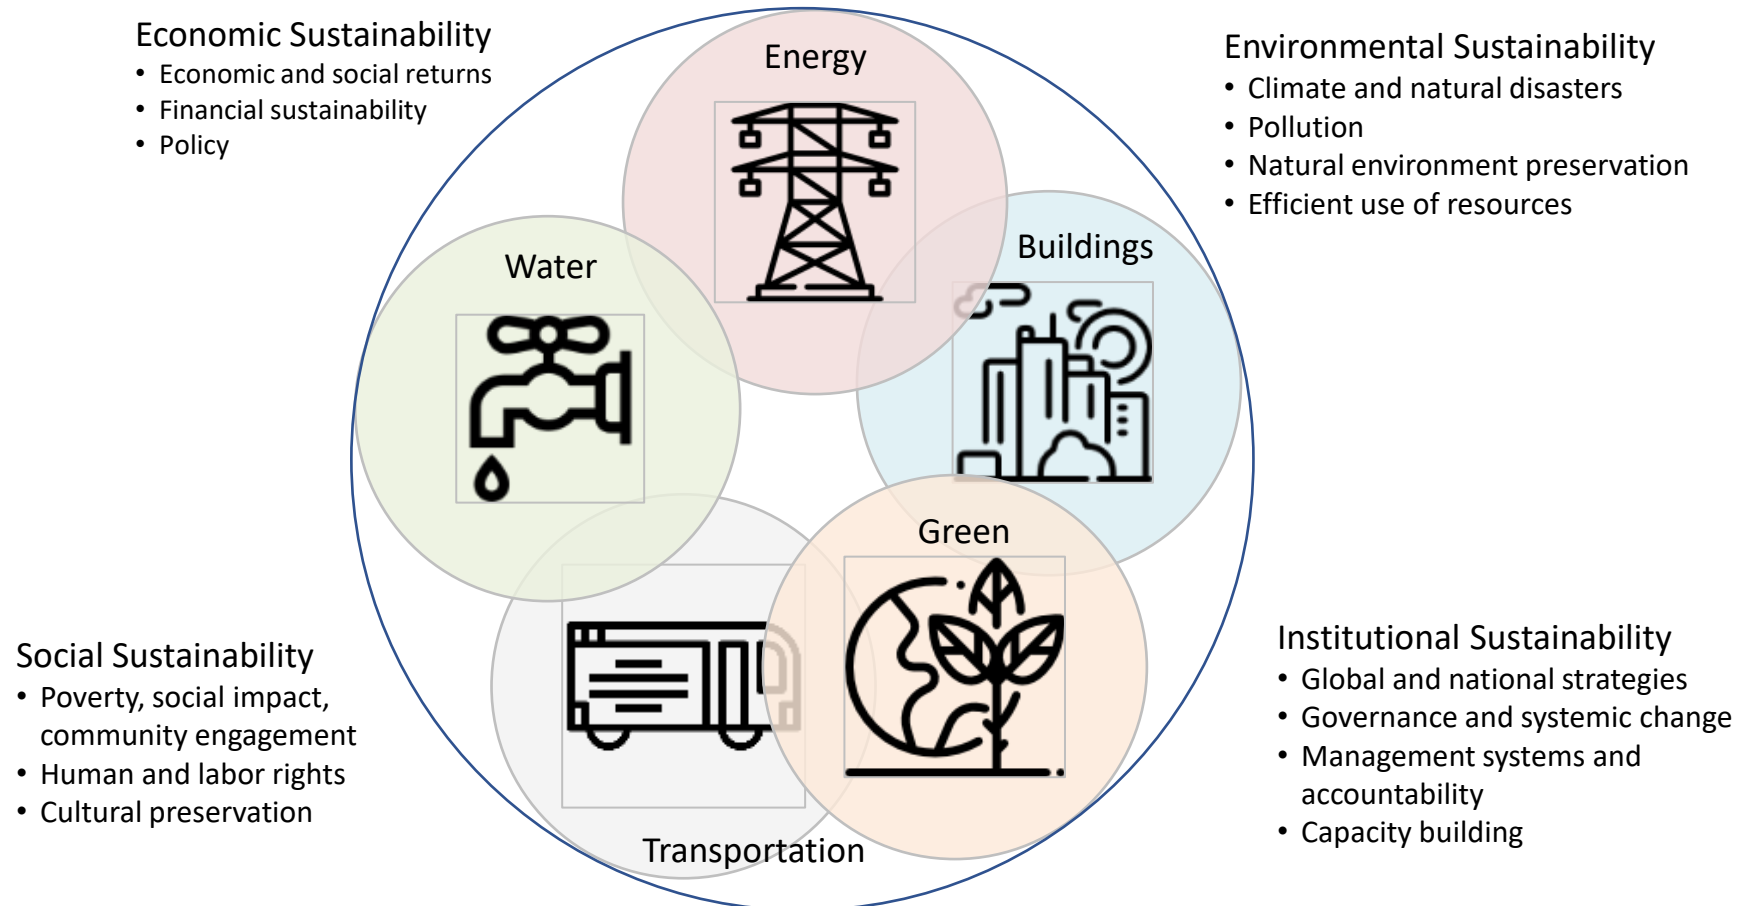 Economic Sustainability
• Economic and social returns
• Financial sustainability
• Policy
Energy
Environmental Sustainability
• Climate and natural disasters
• Pollution
• Natural environment preservation
• Efficient use of resources
Water
Buildings
Green
Transportation
Social Sustainability
• Poverty, social impact,
community engagement
• Human and labor rights
• Cultural preservation
Institutional Sustainability
• Global and national strategies
• Governance and systemic change
• Management systems and
accountability
• Capacity building